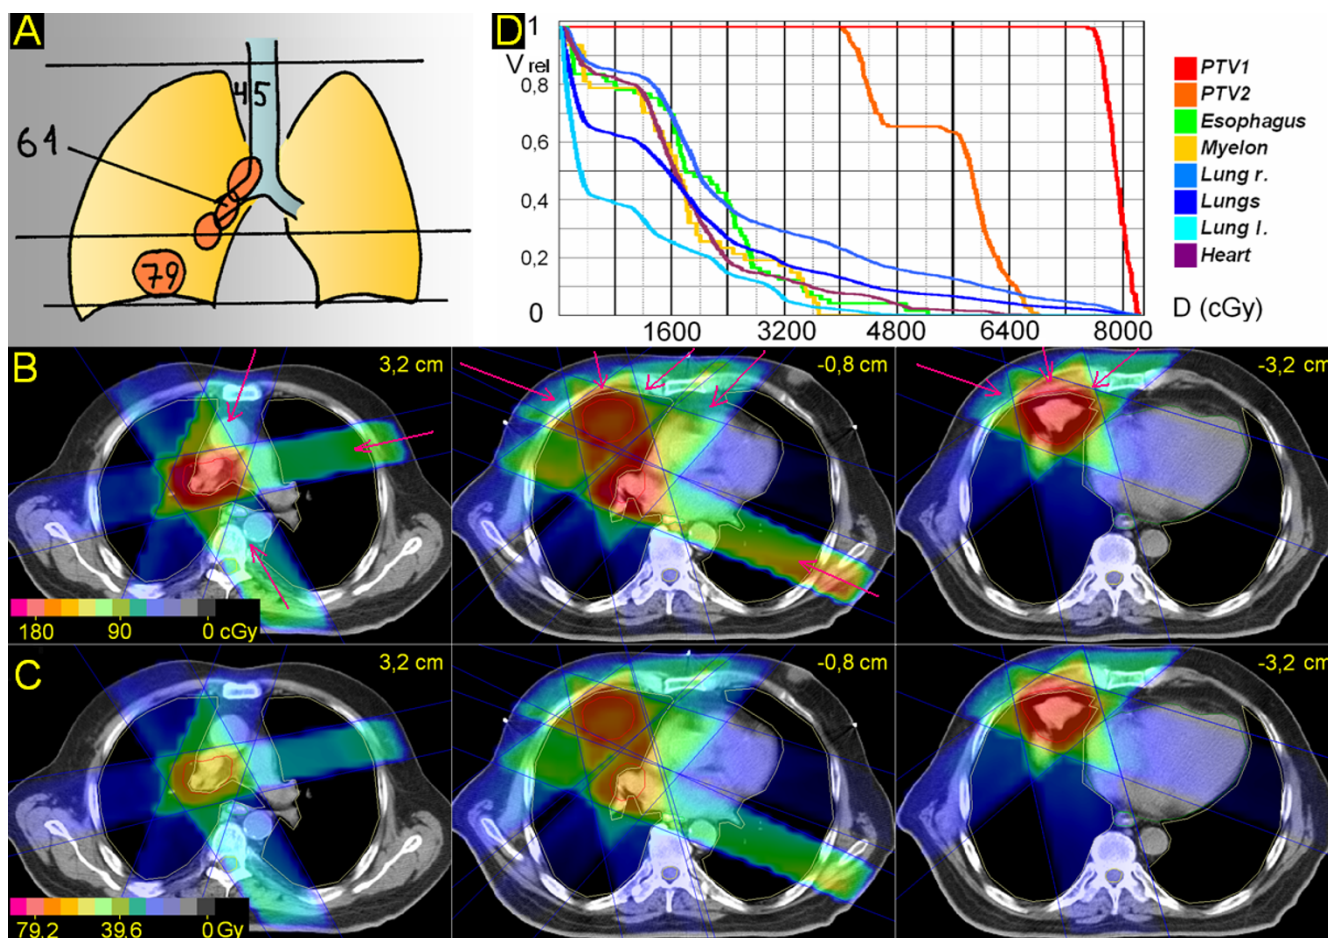 A
45
61
79
D
1
V rel
0,8
0,6
0,4
0,2
0
1600 3200 4800 6400 8000
D (cGy)
PTV1
PTV2
Esophagus
Myelon
Lung r.
Lungs
Lung l.
Heart
B
3,2 cm
-0,8 cm
-3,2 cm
180 90 0 cGy
C
3,2 cm
-0,8 cm
-3,2 cm
79.2 39.6 0 Gy